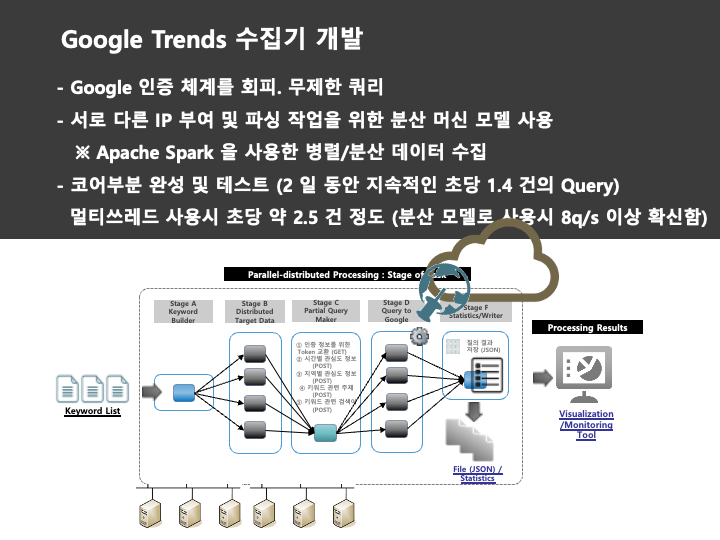 Google Trends 수집기 개발
- Google 인증 체계를 회피. 무제한 쿼리
- 서로 다른 IP 부여 및 파싱 작업을 위한 분산 머신 모델 사용
※ Apache Spark 을 사용한 병렬/분산 데이터 수집
- 코어부분 완성 및 테스트 (2 일 동안 지속적인 초당 1.4 건의 Query)
멀티쓰레드 사용시 초당 약 2.5 건 정도 (분산 모델로 사용시 8q/s 이상 확신함)
Parallel-distributed Processing : Stage of
Stage A
Keyword
Builder
Stage B
Distributed
Target Data
Stage C
Partial Query
Maker
Stage D
Query to
Google
Stage F
Statistics/Writer
① 인증 정보를 위한
Token 교환 (GET)
② 시간별 관심도 정보
(POST)
③ 지역별 관심도 정보
(POST)
④ 키워드 관련 주제
(POST)
⑤ 키워드 관련 검색어
(POST)
질의 결과
저장 (JSON)
Keyword List
File (JSON) /
Statistics
Processing Results
Visualization
/Monitoring
Tool